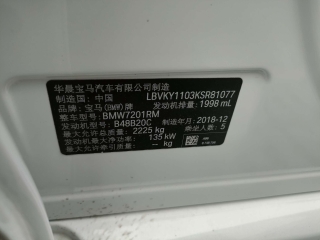 华晨宝马汽车有限公司制造
制造国：中国 LBVKY1103KSR81077
品牌：宝马(BMW)牌 发动机排量：1998 mL
整车型号：BMW7201RM
发动机型号：B48B20C 制造年月：2018-12
最大允许总质量：2225 kg 乘坐人数：5
发动机最大净功率：135 kW
最大允许牵引质量：-- kg